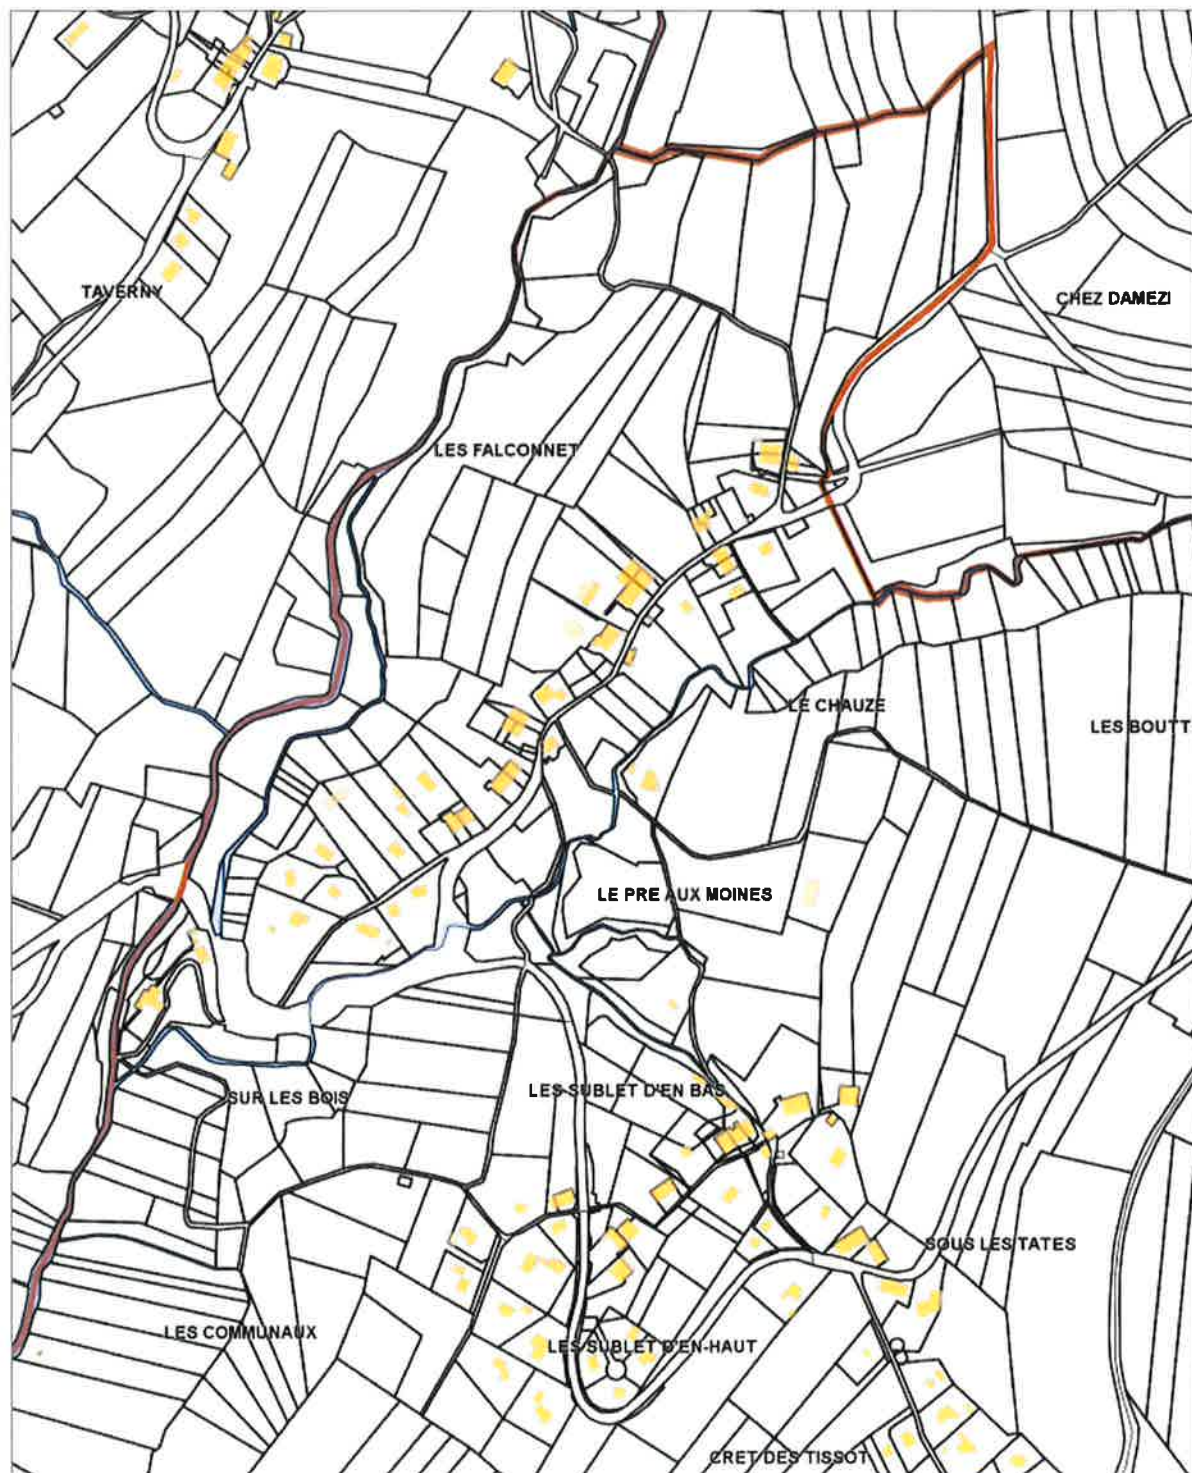 TAVERNY
CHEZ DAMEZI
LES FALCONNET
LE CHAUZE
LES BOUTT
LE PRE AUX MOINES
LES SUBLET D'EN BAS
SUR LES BOIS
SOUS LES TATES
LES COMMUNAUX
LES SUBLET D'EN-HAUT
CRET DES TISSOT